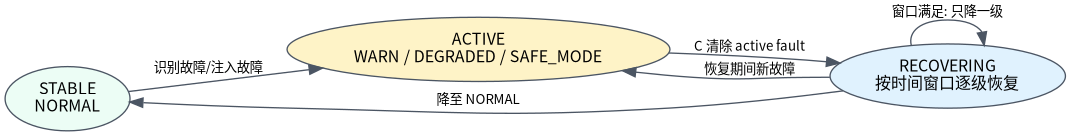 窗口满足: 只降一级
ACTIVE
WARN / DEGRADED / SAFE_MODE
C 清除 active fault
识别故障/注入故障
恢复期间新故障
RECOVERING
按时间窗口逐级恢复
STABLE
NORMAL
降至 NORMAL